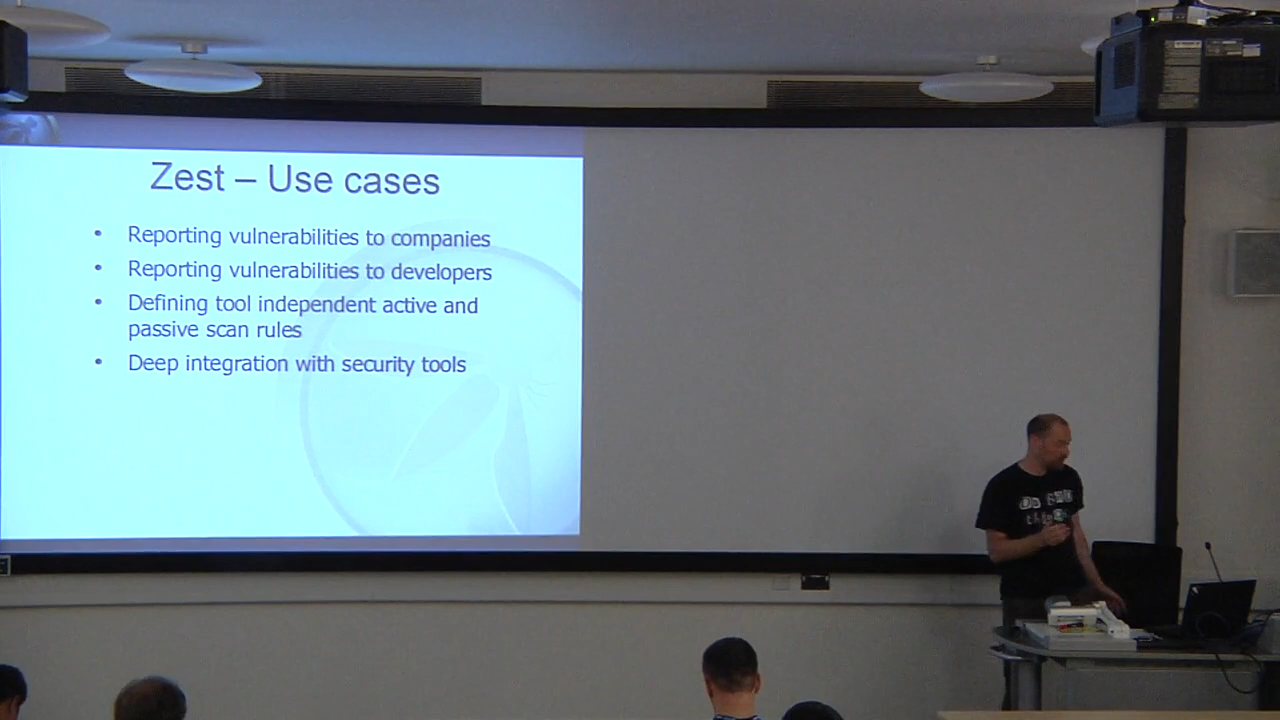 Zest – Use cases
• Reporting vulnerabilities to companies
• Reporting vulnerabilities to developers
• Defining tool independent active and
passive scan rules
• Deep integration with security tools